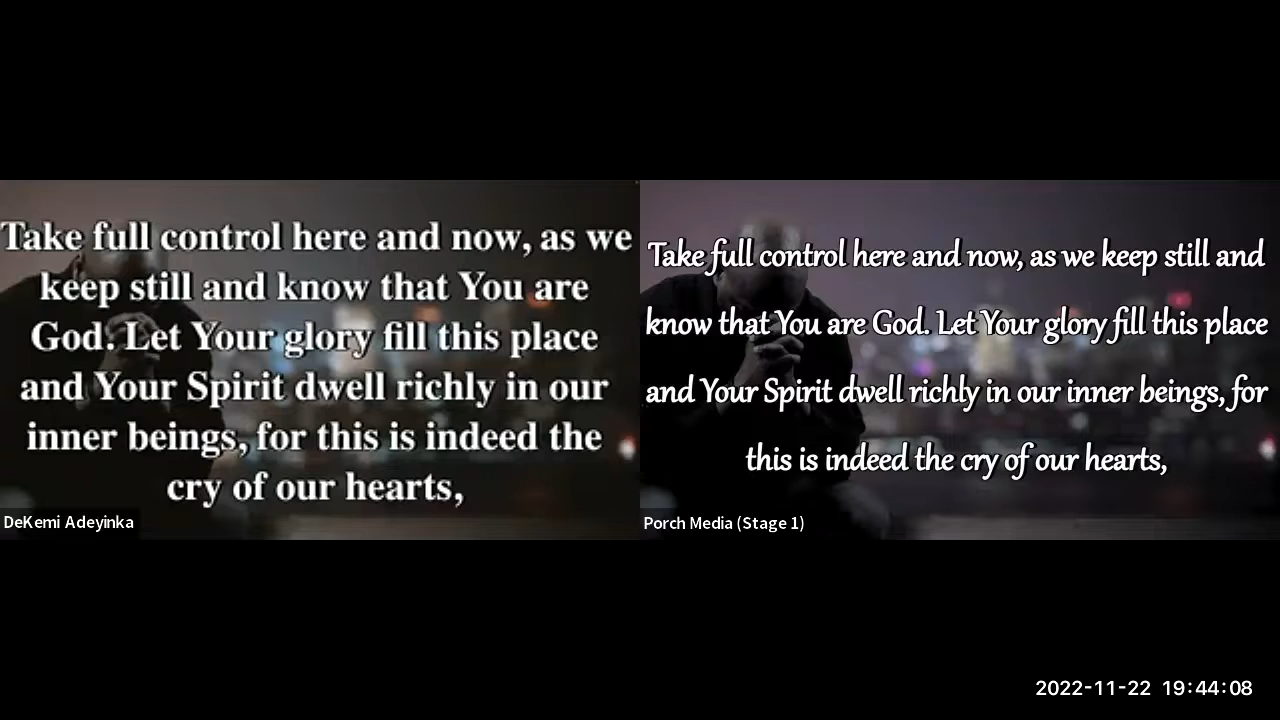 Take full control here and now, as we
keep still and know that You are
God. Let Your glory fill this place
and Your Spirit dwell richly in our
inner beings, for this is indeed the
cry of our hearts,
DeKemi Adeyinka
Take full control here and now, as we keep still and
know that You are God. Let Your glory fill this place
and Your Spirit dwell richly in our inner beings, for
this is indeed the cry of our hearts,
Porch Media (Stage 1)
2022-11-22 19:44:08